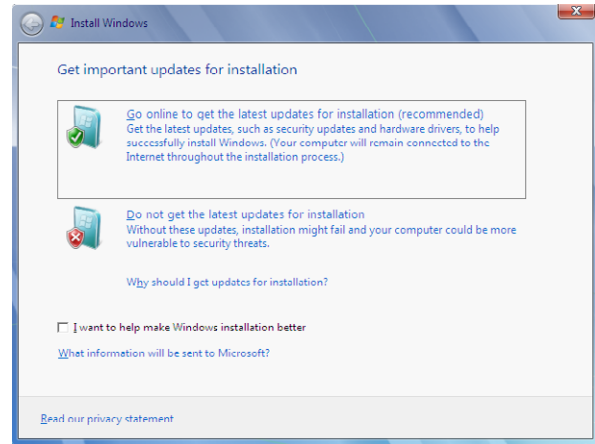 Install Windows
Get important updates for installation
Go online to get the latest updates for installation (recommended)
Get the latest updates, such as security updates and hardware drivers, to help
successfully install Windows. (Your computer will remain connected to the
Internet throughout the installation process.)
Do not get the latest updates for installation
Without these updates, installation might fail and your computer could be more
vulnerable to security threats.
Why should I get updates for installation?
I want to help make Windows installation better
What information will be sent to Microsoft?
Read our privacy statement